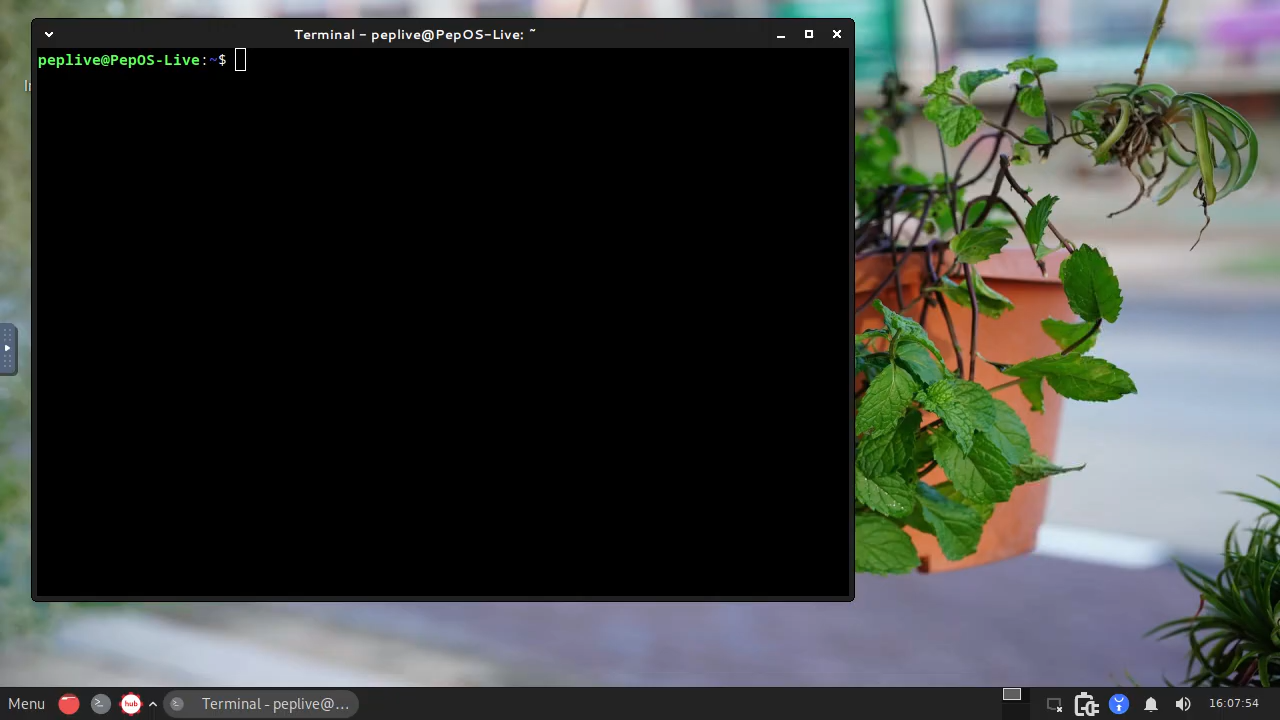 Terminal - peplive@PepOS-Live: ~
peplive@PepOS-Live:~$
Menu
hub
Terminal - peplive@...
16:07:54